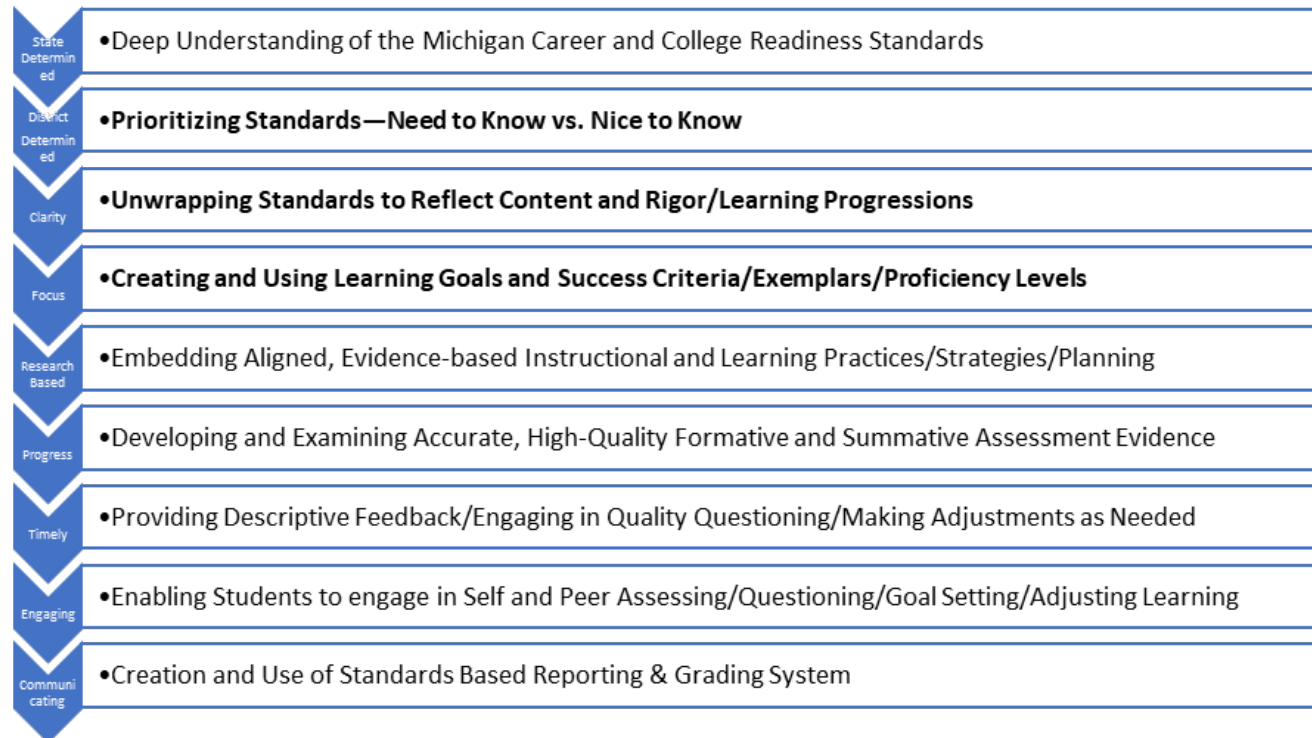 State
Determin
ed
•Deep Understanding of the Michigan Career and College Readiness Standards
District
Determin
ed
•Prioritizing Standards—Need to Know vs. Nice to Know
Clarity
•Unwrapping Standards to Reflect Content and Rigor/Learning Progressions
Focus
•Creating and Using Learning Goals and Success Criteria/Exemplars/Proficiency Levels
Research
Based
•Embedding Aligned, Evidence-based Instructional and Learning Practices/Strategies/Planning
Progress
•Developing and Examining Accurate, High-Quality Formative and Summative Assessment Evidence
Timely
•Providing Descriptive Feedback/Engaging in Quality Questioning/Making Adjustments as Needed
Engaging
•Enabling Students to engage in Self and Peer Assessing/Questioning/Goal Setting/Adjusting Learning
Communi
cating
•Creation and Use of Standards Based Reporting & Grading System